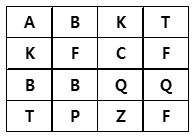 A B K T
K F C F
B B Q Q
T P Z F